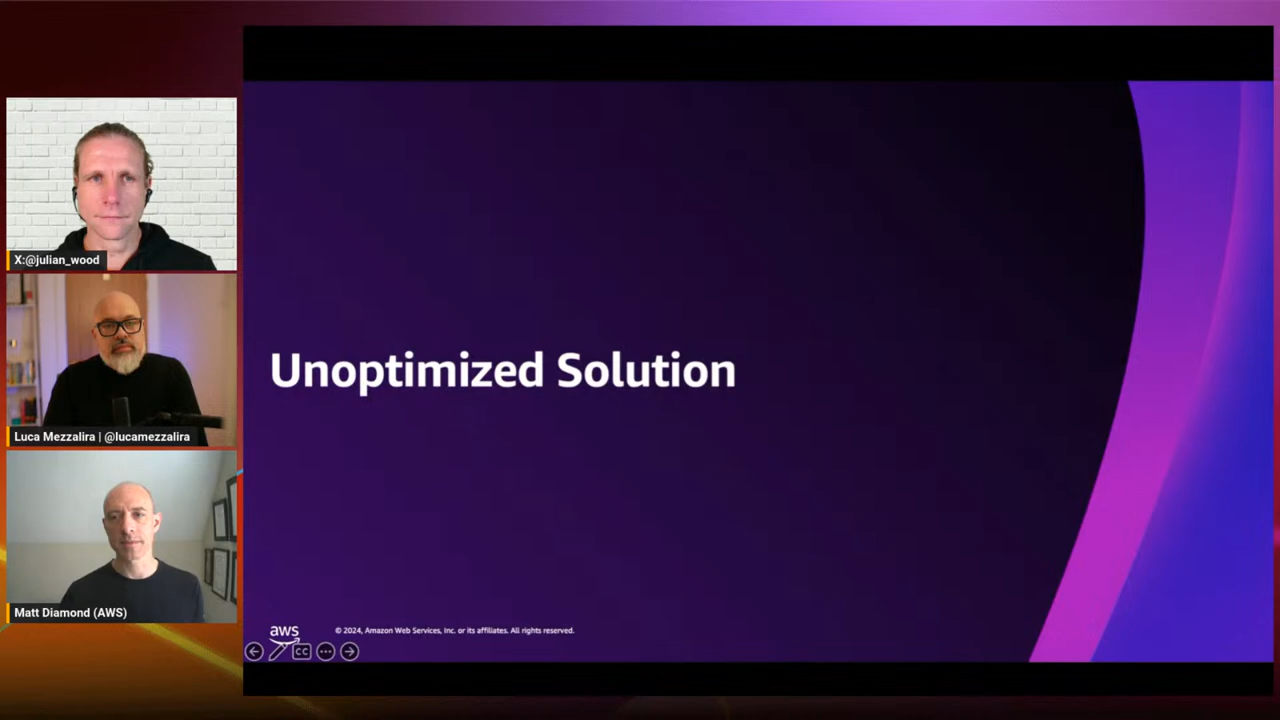 X:@julian_wood
Luca Mezzalira | @lucamezzalira
Matt Diamond (AWS)
Unoptimized Solution
aws
© 2024, Amazon Web Services, Inc. or its affiliates. All rights reserved.
CC